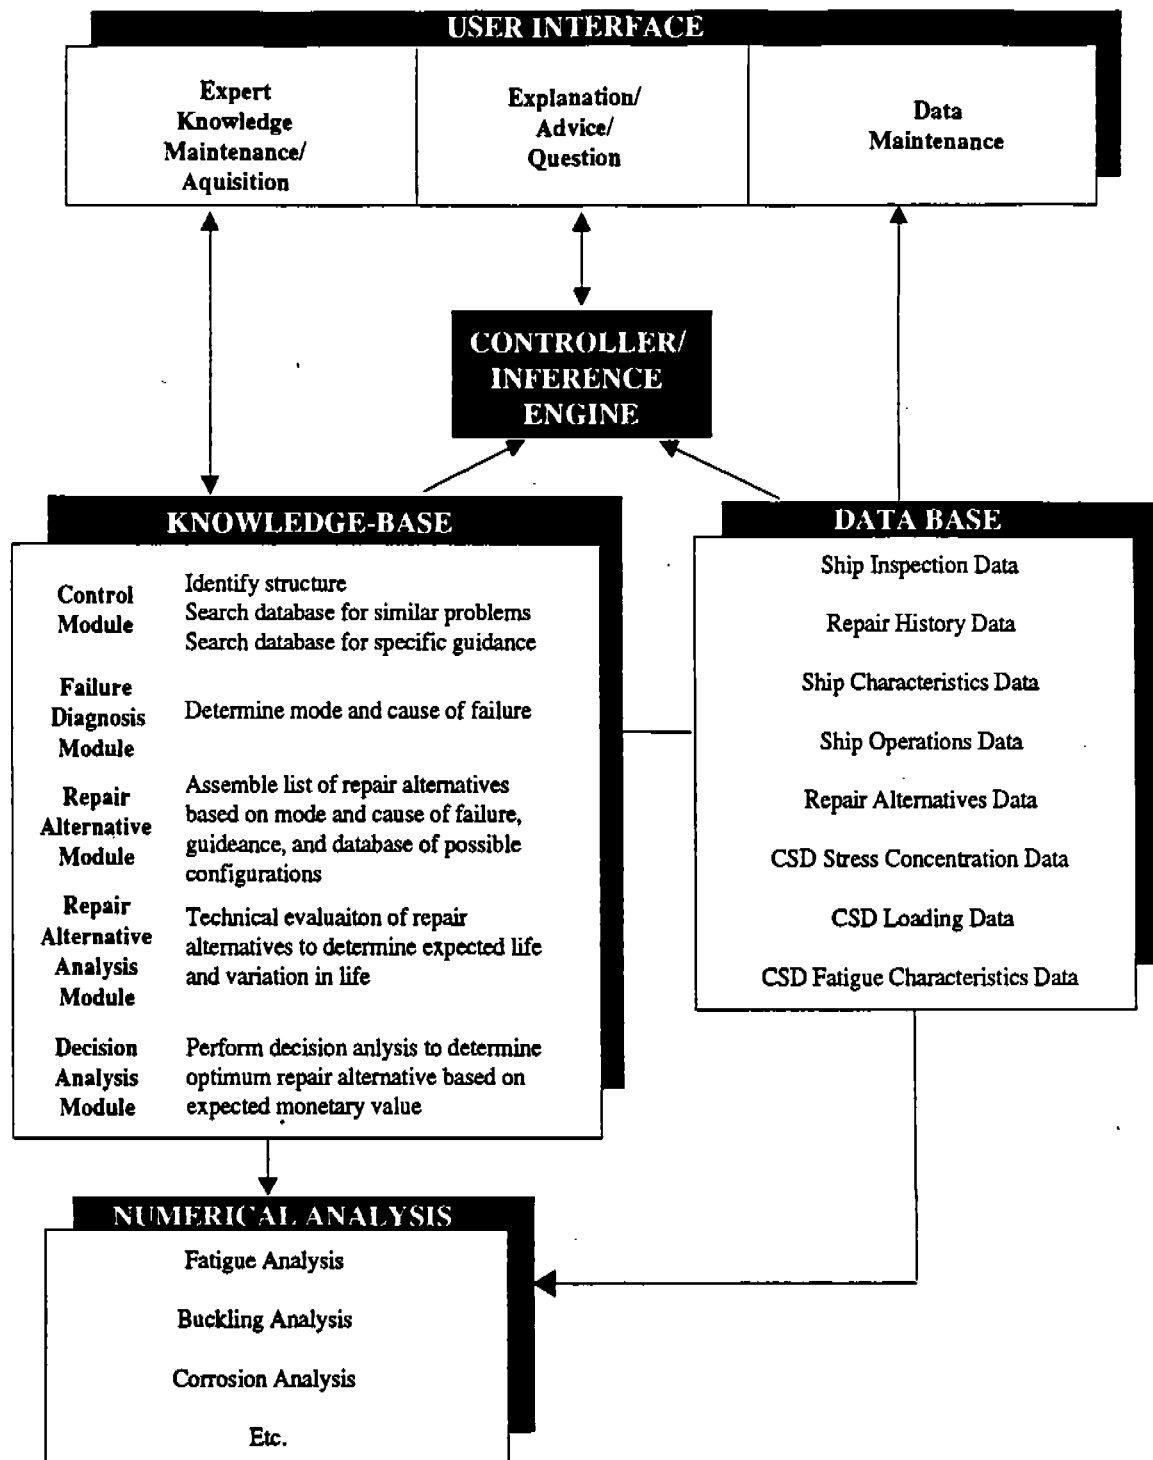 USER INTERFACE
Expert
Knowledge
Maintenance/
Aquisition
Explanation/
Advice/
Question
Data
Maintenance
CONTROLLER/
INFERENCE
ENGINE
KNOWLEDGE-BASE
Control
Module
Identify structure
Search database for similar problems
Search database for specific guidance
Failure
Diagnosis
Module
Determine mode and cause of failure
Repair
Alternative
Module
Assemble list of repair alternatives
based on mode and cause of failure,
guideance, and database of possible
configurations
Repair
Alternative
Analysis
Module
Technical evaluaiton of repair
alternatives to determine expected life
and variation in life
Decision
Analysis
Module
Perform decision anlysis to determine
optimum repair alternative based on
expected monetary value
DATA BASE
Ship Inspection Data
Repair History Data
Ship Characteristics Data
Ship Operations Data
Repair Alternatives Data
CSD Stress Concentration Data
CSD Loading Data
CSD Fatigue Characteristics Data
NUMERICAL ANALYSIS
Fatigue Analysis
Buckling Analysis
Corrosion Analysis
Etc.